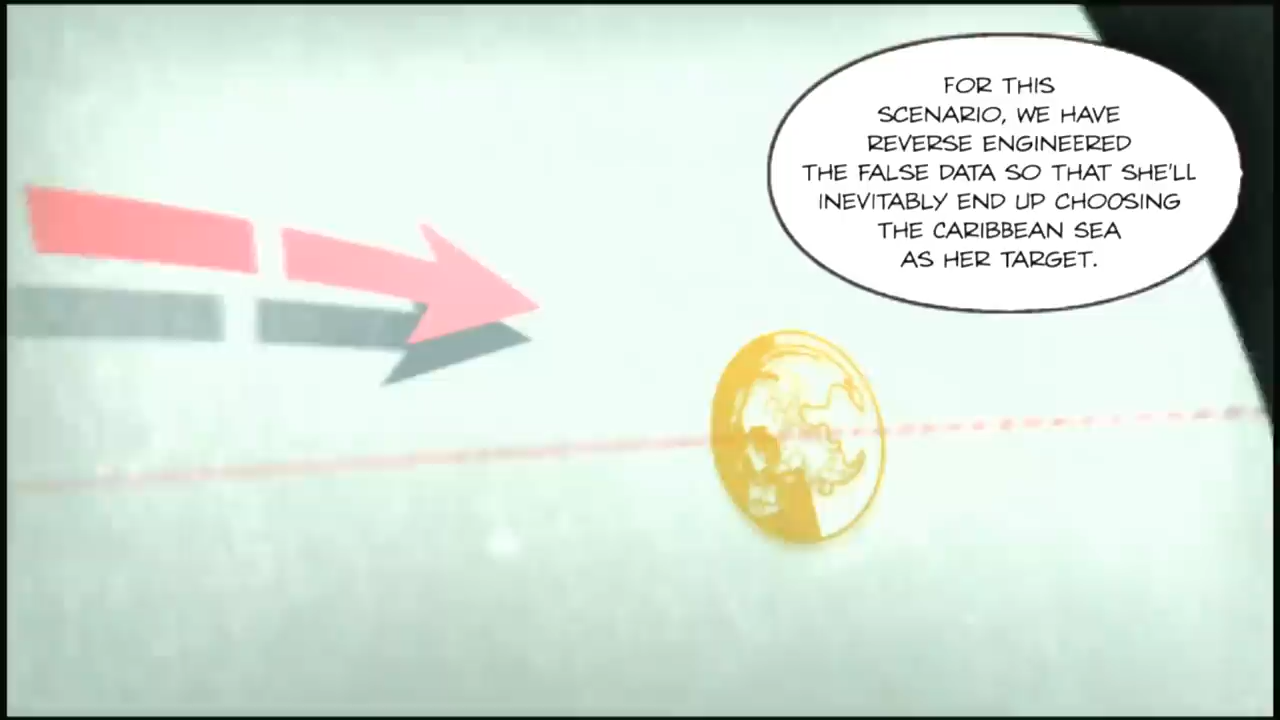 FOR THIS
SCENARIO, WE HAVE
REVERSE ENGINEERED
THE FALSE DATA SO THAT SHE'LL
INEVITABLY END UP CHOOSING
THE CARIBBEAN SEA
AS HER TARGET.